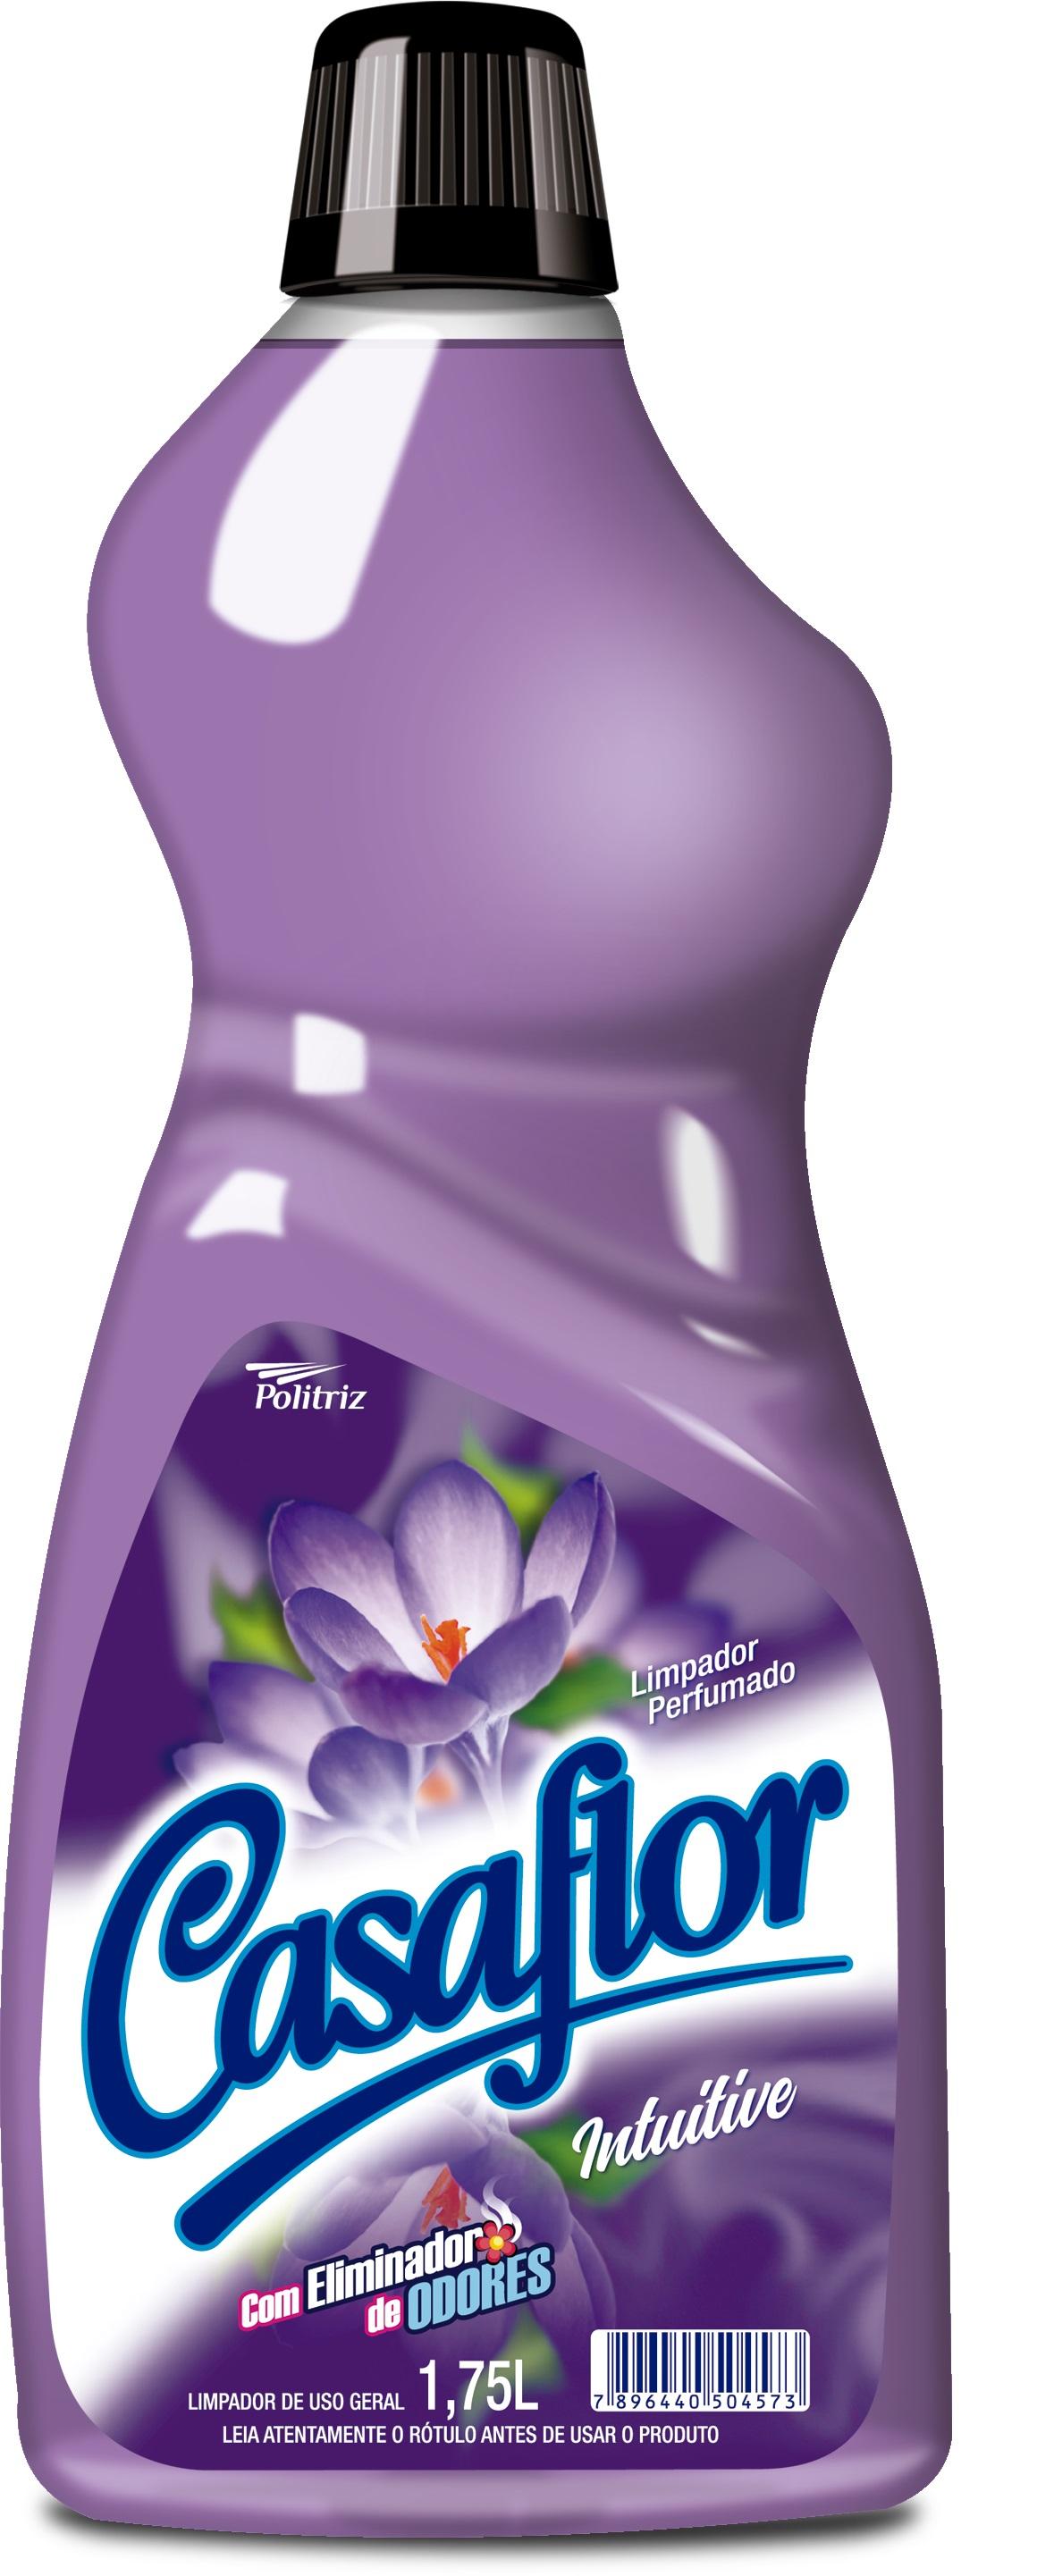 Politriz
Limpador
Perfumado
Casaflor
Intuitive
Com Eliminador
de ODORES
LIMPADOR DE USO GERAL 1,75L
7 896440 504573
LEIA ATENTAMENTE O RÓTULO ANTES DE USAR O PRODUTO